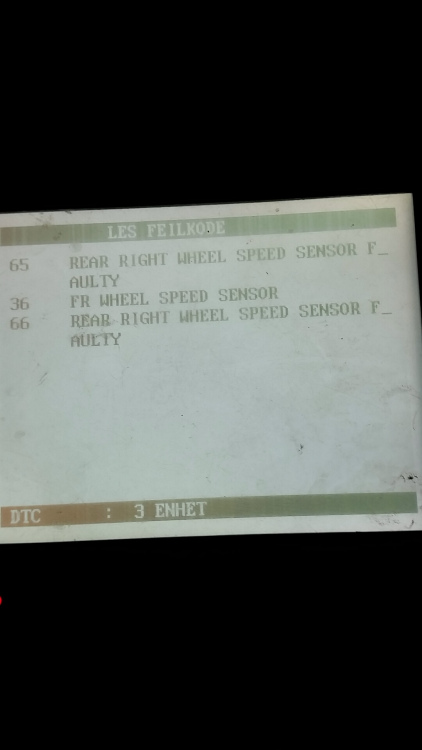 LES FEILKODE
65 REAR RIGHT WHEEL SPEED SENSOR F_
AULTY
36 FR WHEEL SPEED SENSOR
66 REAR RIGHT WHEEL SPEED SENSOR F_
AULTY
DTC : 3 ENHET